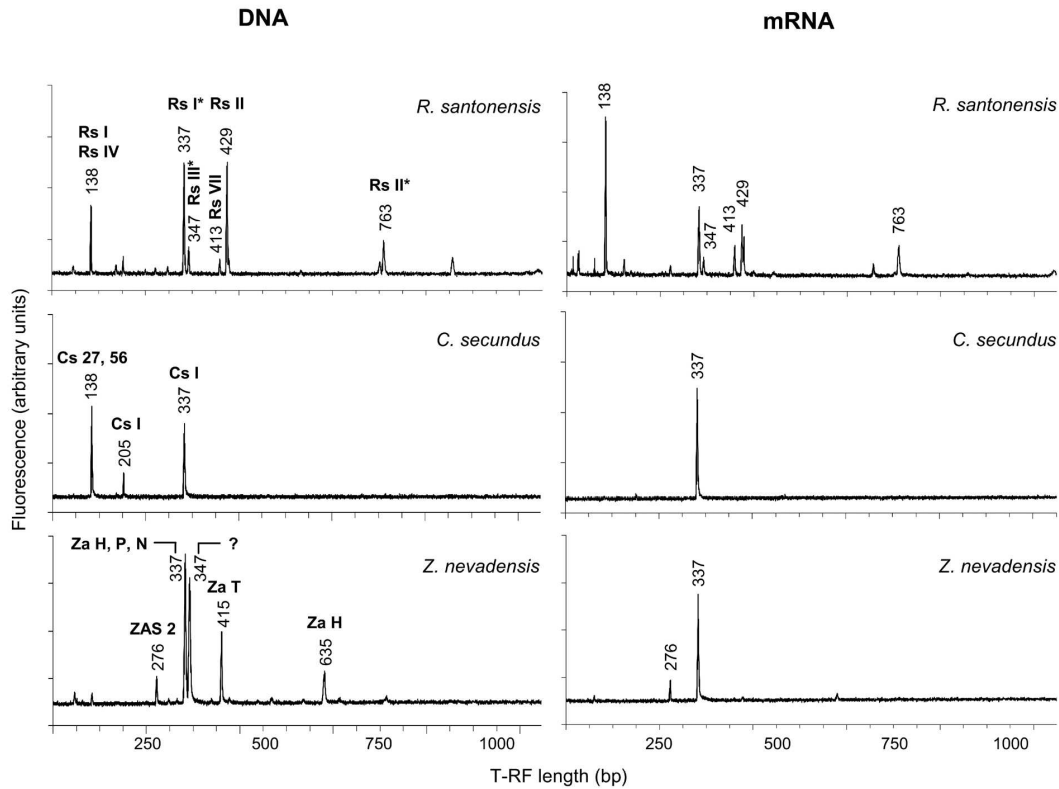 DNA
mRNA
R. santonensis
Rs I* Rs II
Rs I
Rs IV
138
337
Rs III*
347
Rs VII
413
429
Rs II*
763
R. santonensis
138
337
347
413
429
763
Fluorescence (arbitrary units)
C. secundus
Cs 27, 56
138
Cs I
205
Cs I
337
C. secundus
337
Z. nevadensis
Za H, P, N
337
347
?
ZAS 2
276
Za T
415
Za H
635
Z. nevadensis
276
337
250 500 750 1000
250 500 750 1000
T-RF length (bp)